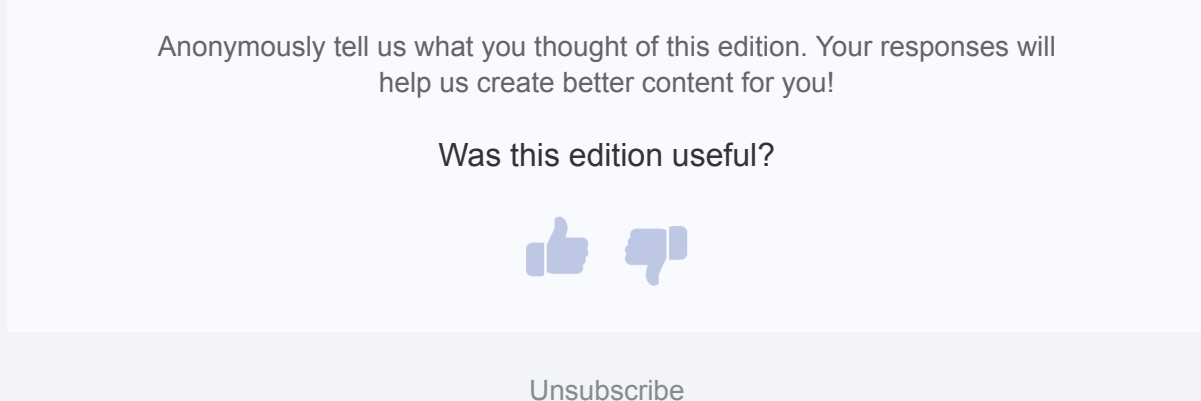 Anonymously tell us what you thought of this edition. Your responses will
help us create better content for you!
Was this edition useful?
Unsubscribe